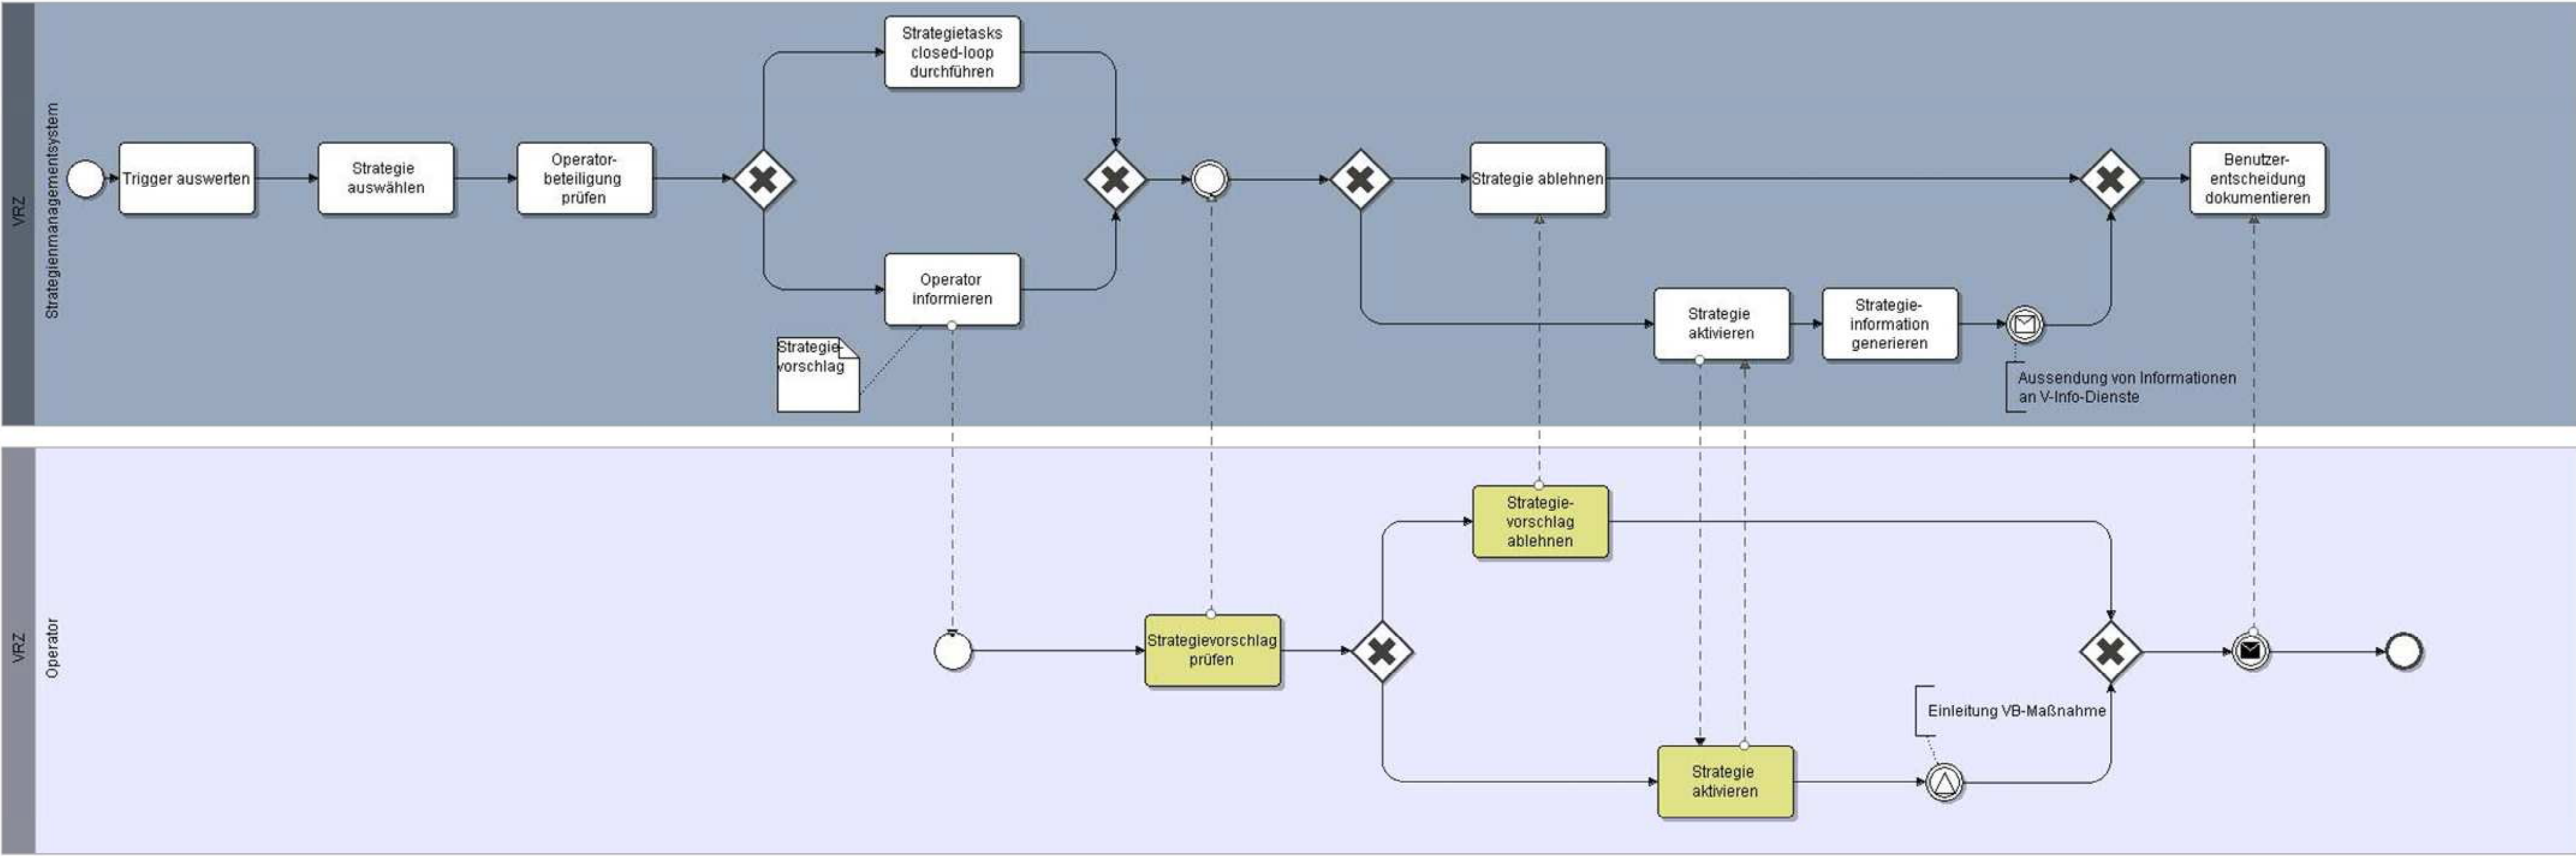 VRZ
Strategienmanagementsystem
Trigger auswerten
Strategie
auswählen
Operator-
beteiligung
prüfen
Strategietasks
closed-loop
durchführen
Operator
informieren
Strategie-
vorschlag
Strategie ablehnen
Strategie
aktivieren
Strategie-
information
generieren
Aussendung von Informationen
an V-Info-Dienste
Benutzer-
entscheidung
dokumentieren
VRZ
Operator
Strategievorschlag
prüfen
Strategie-
vorschlag
ablehnen
Strategie
aktivieren
Einleitung VB-Maßnahme